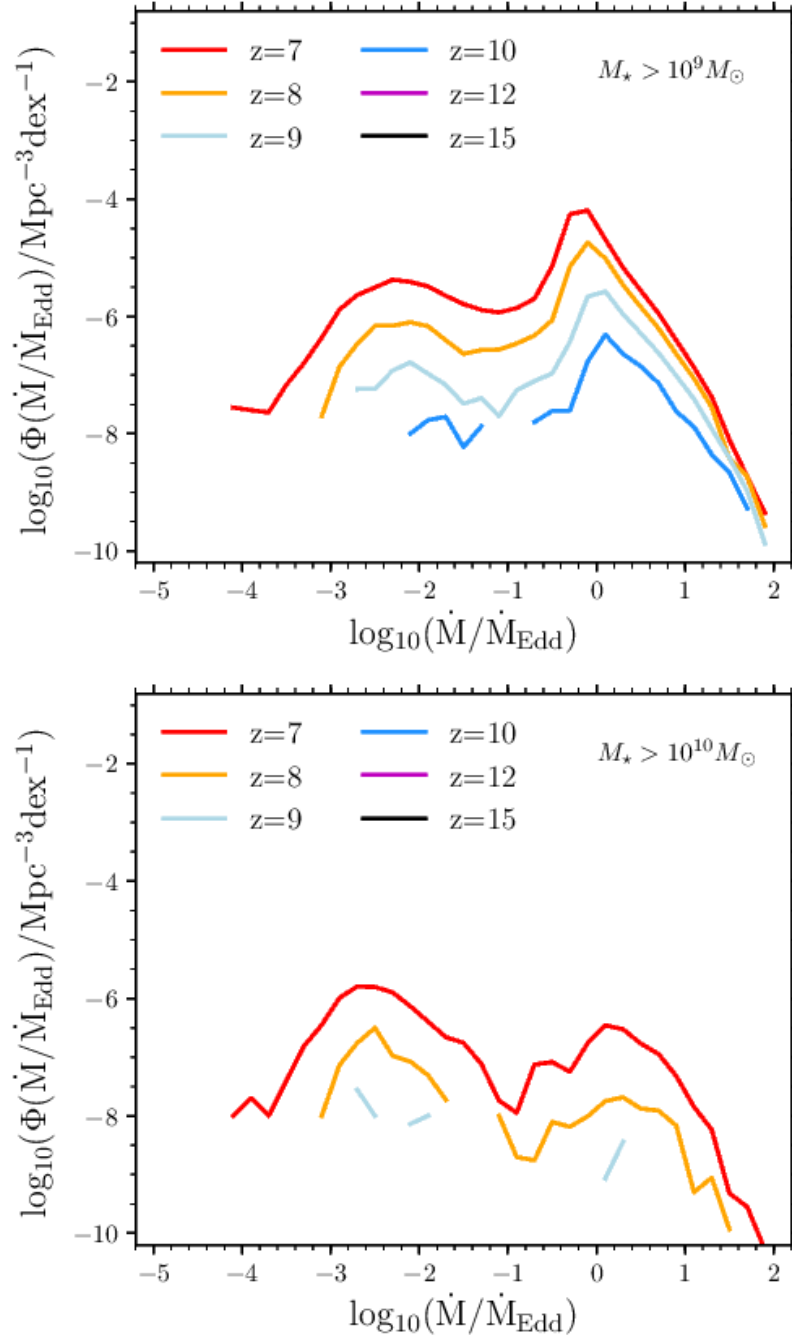 z=7 z=10
z=8 z=12
z=9 z=15
M⋆ > 10⁹M⊙
log₁₀(Φ(Ṁ/Ṁ_Edd)/Mpc⁻³dex⁻¹)
−2
−4
−6
−8
−10
−5 −4 −3 −2 −1 0 1 2
log₁₀(Ṁ/Ṁ_Edd)
z=7 z=10
z=8 z=12
z=9 z=15
M⋆ > 10¹⁰M⊙
log₁₀(Φ(Ṁ/Ṁ_Edd)/Mpc⁻³dex⁻¹)
−2
−4
−6
−8
−10
−5 −4 −3 −2 −1 0 1 2
log₁₀(Ṁ/Ṁ_Edd)